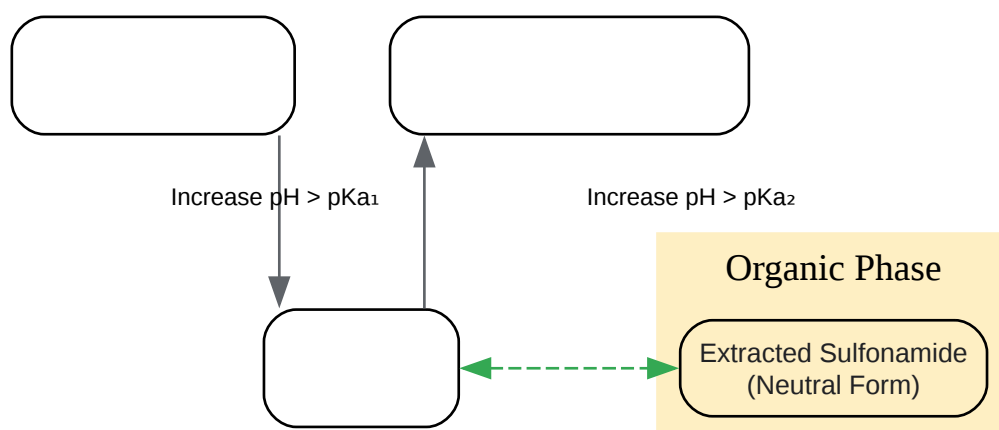 Increase pH > pKa₁
Increase pH > pKa₂
Organic Phase
Extracted Sulfonamide
(Neutral Form)